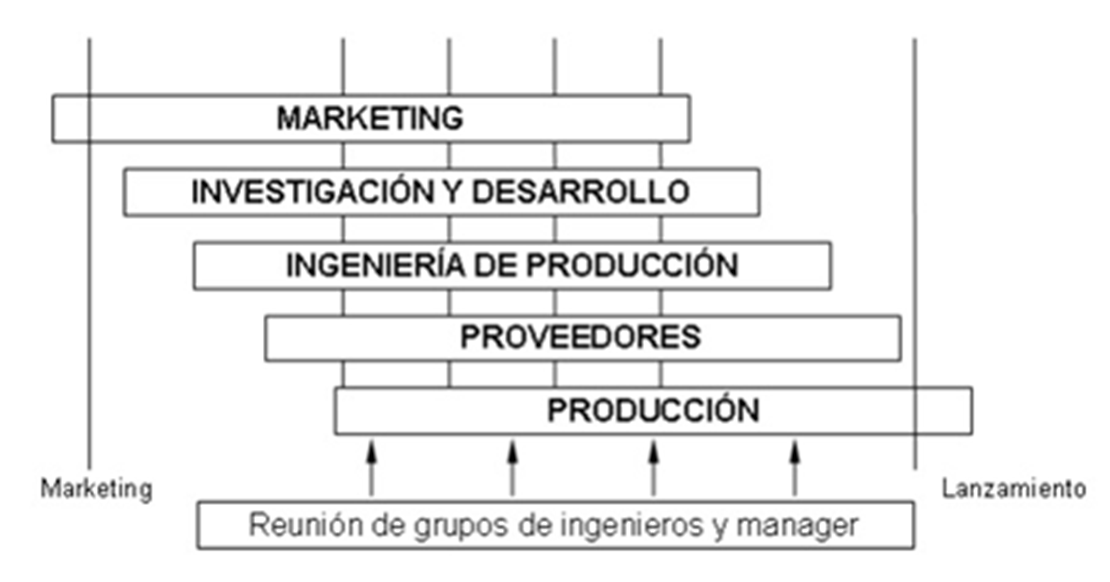 MARKETING
INVESTIGACIÓN Y DESARROLLO
INGENIERÍA DE PRODUCCIÓN
PROVEEDORES
PRODUCCIÓN
Marketing
Lanzamiento
Reunión de grupos de ingenieros y manager